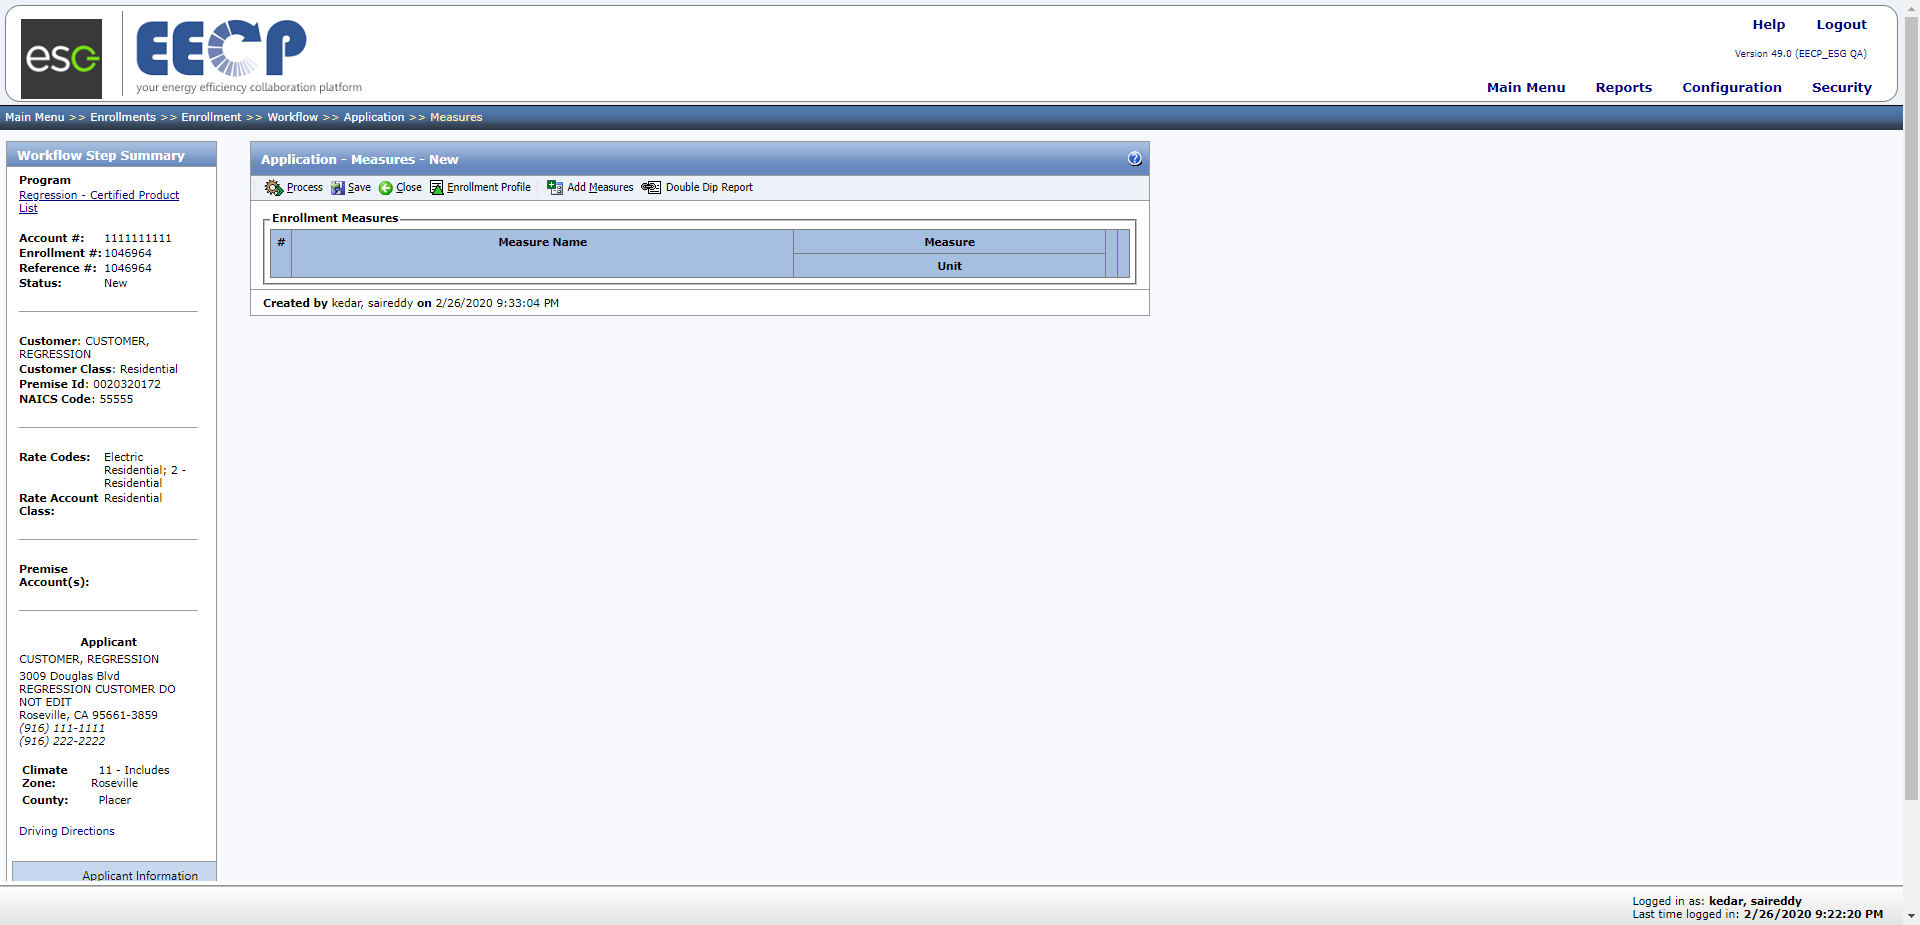 esg
EECP
your energy efficiency collaboration platform
Help Logout
Version 49.0 (EECP_ESG QA)
Main Menu Reports Configuration Security
Main Menu >> Enrollments >> Enrollment >> Workflow >> Application >> Measures
Workflow Step Summary
Program
Regression - Certified Product
List
Account #: 1111111111
Enrollment #: 1046964
Reference #: 1046964
Status: New
Customer: CUSTOMER,
REGRESSION
Customer Class: Residential
Premise Id: 0020320172
NAICS Code: 55555
Rate Codes: Electric
Residential; 2 -
Residential
Rate Account Residential
Class:
Premise
Account(s):
Applicant
CUSTOMER, REGRESSION
3009 Douglas Blvd
REGRESSION CUSTOMER DO
NOT EDIT
Roseville, CA 95661-3859
(916) 111-1111
(916) 222-2222
Climate 11 - Includes
Zone: Roseville
County: Placer
Driving Directions
Applicant Information
Application - Measures - New
Process Save Close Enrollment Profile Add Measures Double Dip Report
Enrollment Measures
# Measure Name Measure
Unit
Created by kedar, saireddy on 2/26/2020 9:33:04 PM
Logged in as: kedar, saireddy
Last time logged in: 2/26/2020 9:22:20 PM